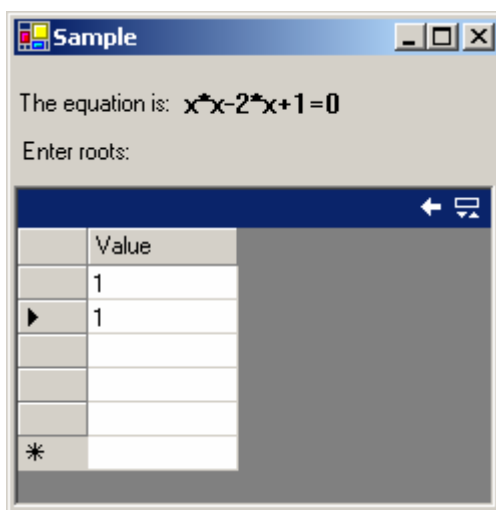 Sample
The equation is: x*x-2*x+1=0
Enter roots:
Value
1
1